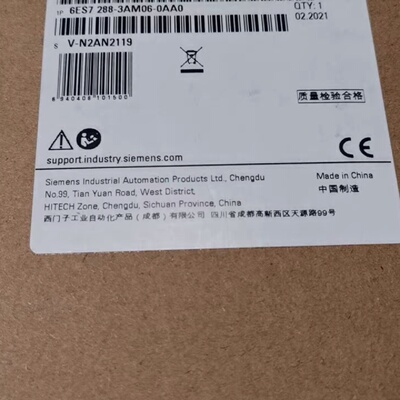 1P 6ES7 288-3AM06-0AA0
QTY: 1
02.2021
S V-N2AN2119
6940408101500
质量检验合格
support.industry.siemens.com
CE
Siemens Industrial Automation Products Ltd., Chengdu
No.99, Tian Yuan Road, West District,
HITECH Zone, Chengdu, Sichuan Province, China
西门子工业自动化产品（成都）有限公司 四川省成都高新西区天源路99号
Made in China
中国制造